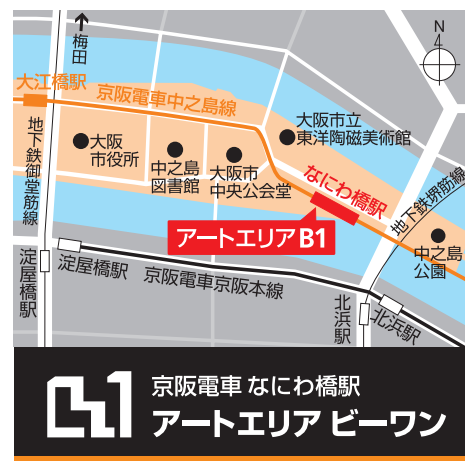 N
梅田
大江橋駅
京阪電車中之島線
地下鉄御堂筋線
大阪
市役所
中之島
図書館
大阪市
中央公会堂
大阪市立
東洋陶磁美術館
なにわ橋駅
地下鉄堺筋線
アートエリアB1
中之島
公園
淀屋橋駅
淀屋橋駅
京阪電車京阪本線
北浜駅
北浜駅
京阪電車 なにわ橋駅
アートエリア ビーワン